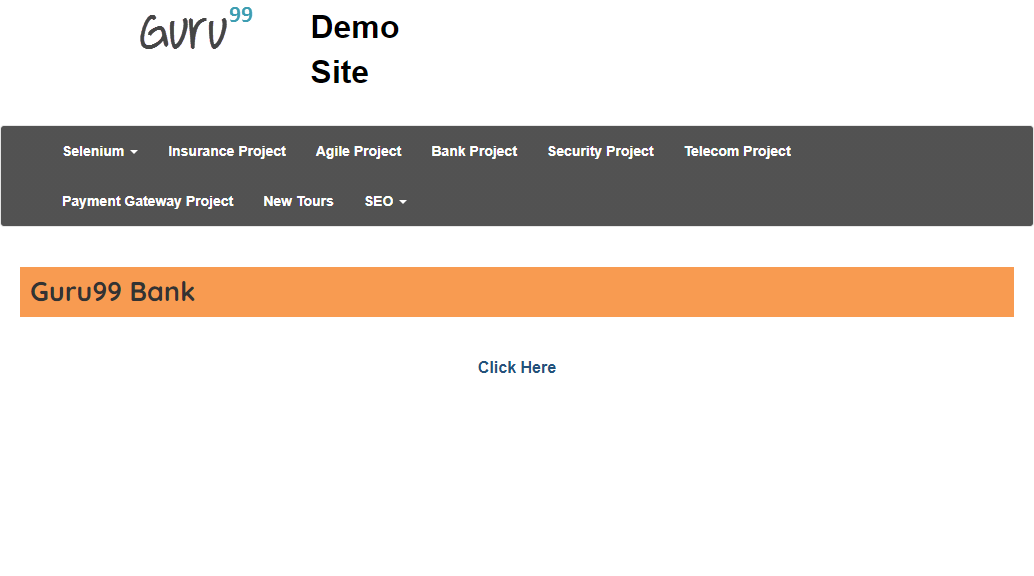 Guru99
Demo
Site
Selenium Insurance Project Agile Project Bank Project Security Project Telecom Project
Payment Gateway Project New Tours SEO
Guru99 Bank
Click Here